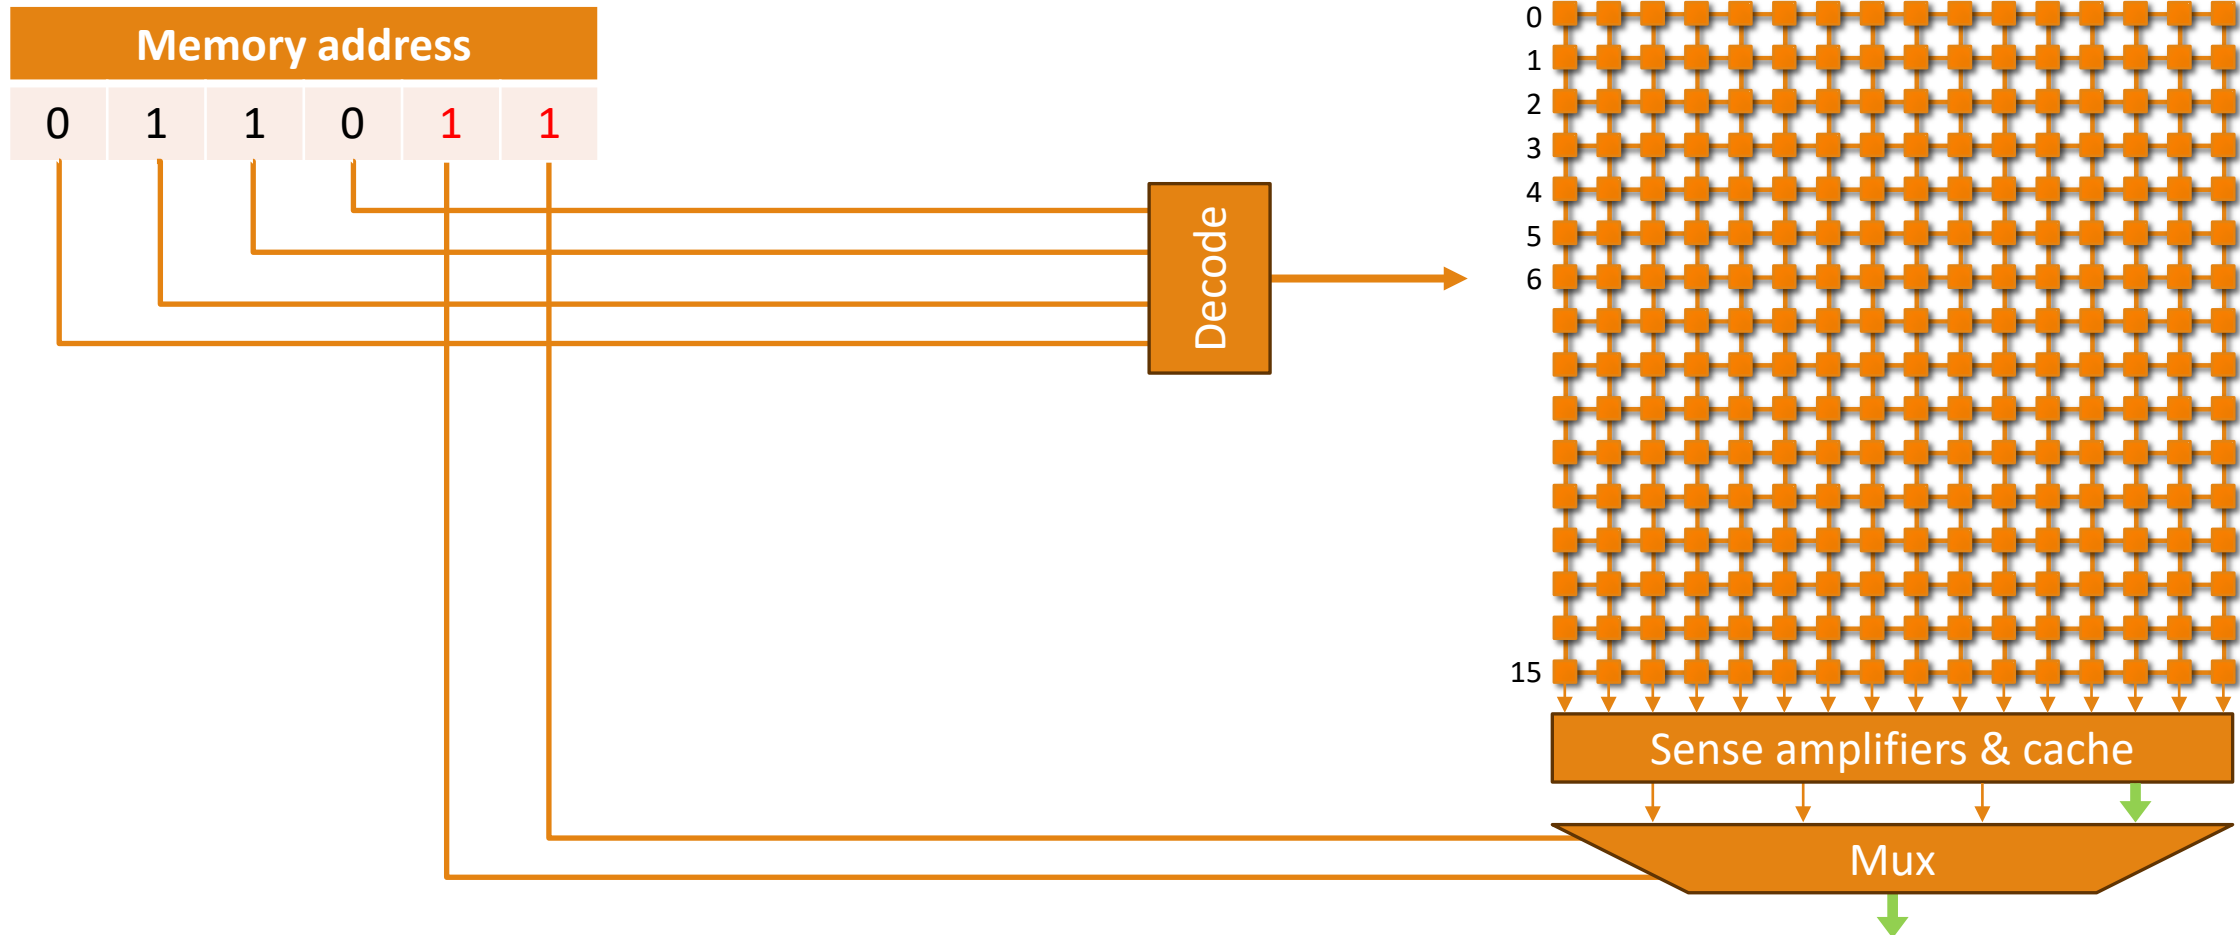 Memory address
0 1 1 0 1 1
Decode
0
1
2
3
4
5
6
15
Sense amplifiers & cache
Mux